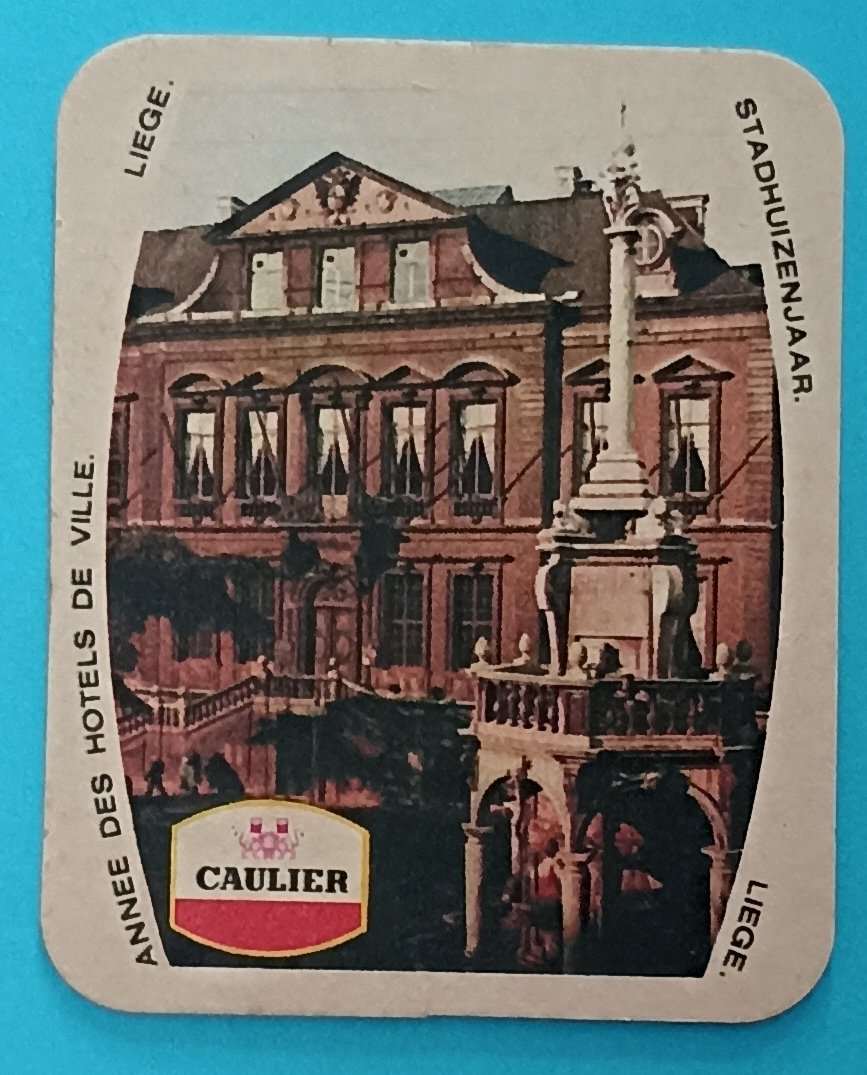 ANNEE DES HOTELS DE VILLE.
LIEGE.
STADHUIZENJAAR.
LIEGE.
CAULIER